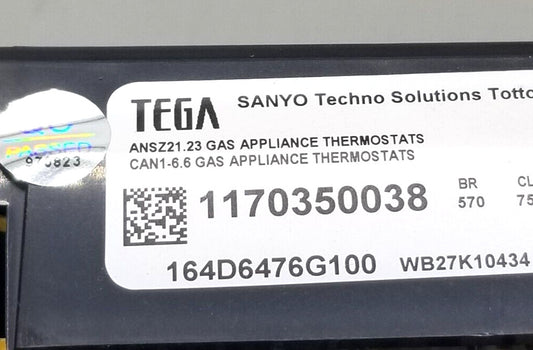 TEGA SANYO Techno Solutions
ANSZ21.23 GAS APPLIANCE THERMOSTATS
CAN1-6.6 GAS APPLIANCE THERMOSTATS
1170350038
BR
570
164D6476G100 WB27K10434
PASSED